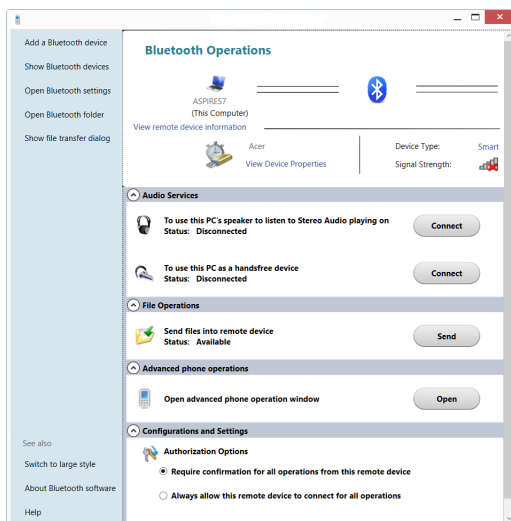 Add a Bluetooth device
Show Bluetooth devices
Open Bluetooth settings
Open Bluetooth folder
Show file transfer dialog
See also
Switch to large style
About Bluetooth software
Help
Bluetooth Operations
ASPIRES7
(This Computer)
View remote device information
Acer
View Device Properties
Device Type: Smart
Signal Strength:
Audio Services
To use this PC's speaker to listen to Stereo Audio playing on
Status: Disconnected
Connect
To use this PC as a handsfree device
Status: Disconnected
Connect
File Operations
Send files into remote device
Status: Available
Send
Advanced phone operations
Open advanced phone operation window
Open
Configurations and Settings
Authorization Options
Require confirmation for all operations from this remote device
Always allow this remote device to connect for all operations